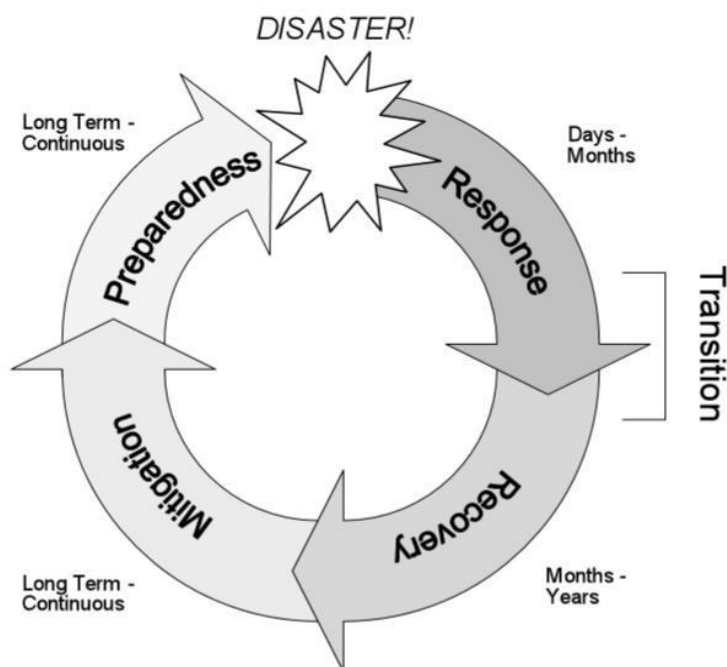 DISASTER!
Long Term -
Continuous
Preparedness
Response
Days -
Months
Transition
Mitigation
Recovery
Long Term -
Continuous
Months -
Years